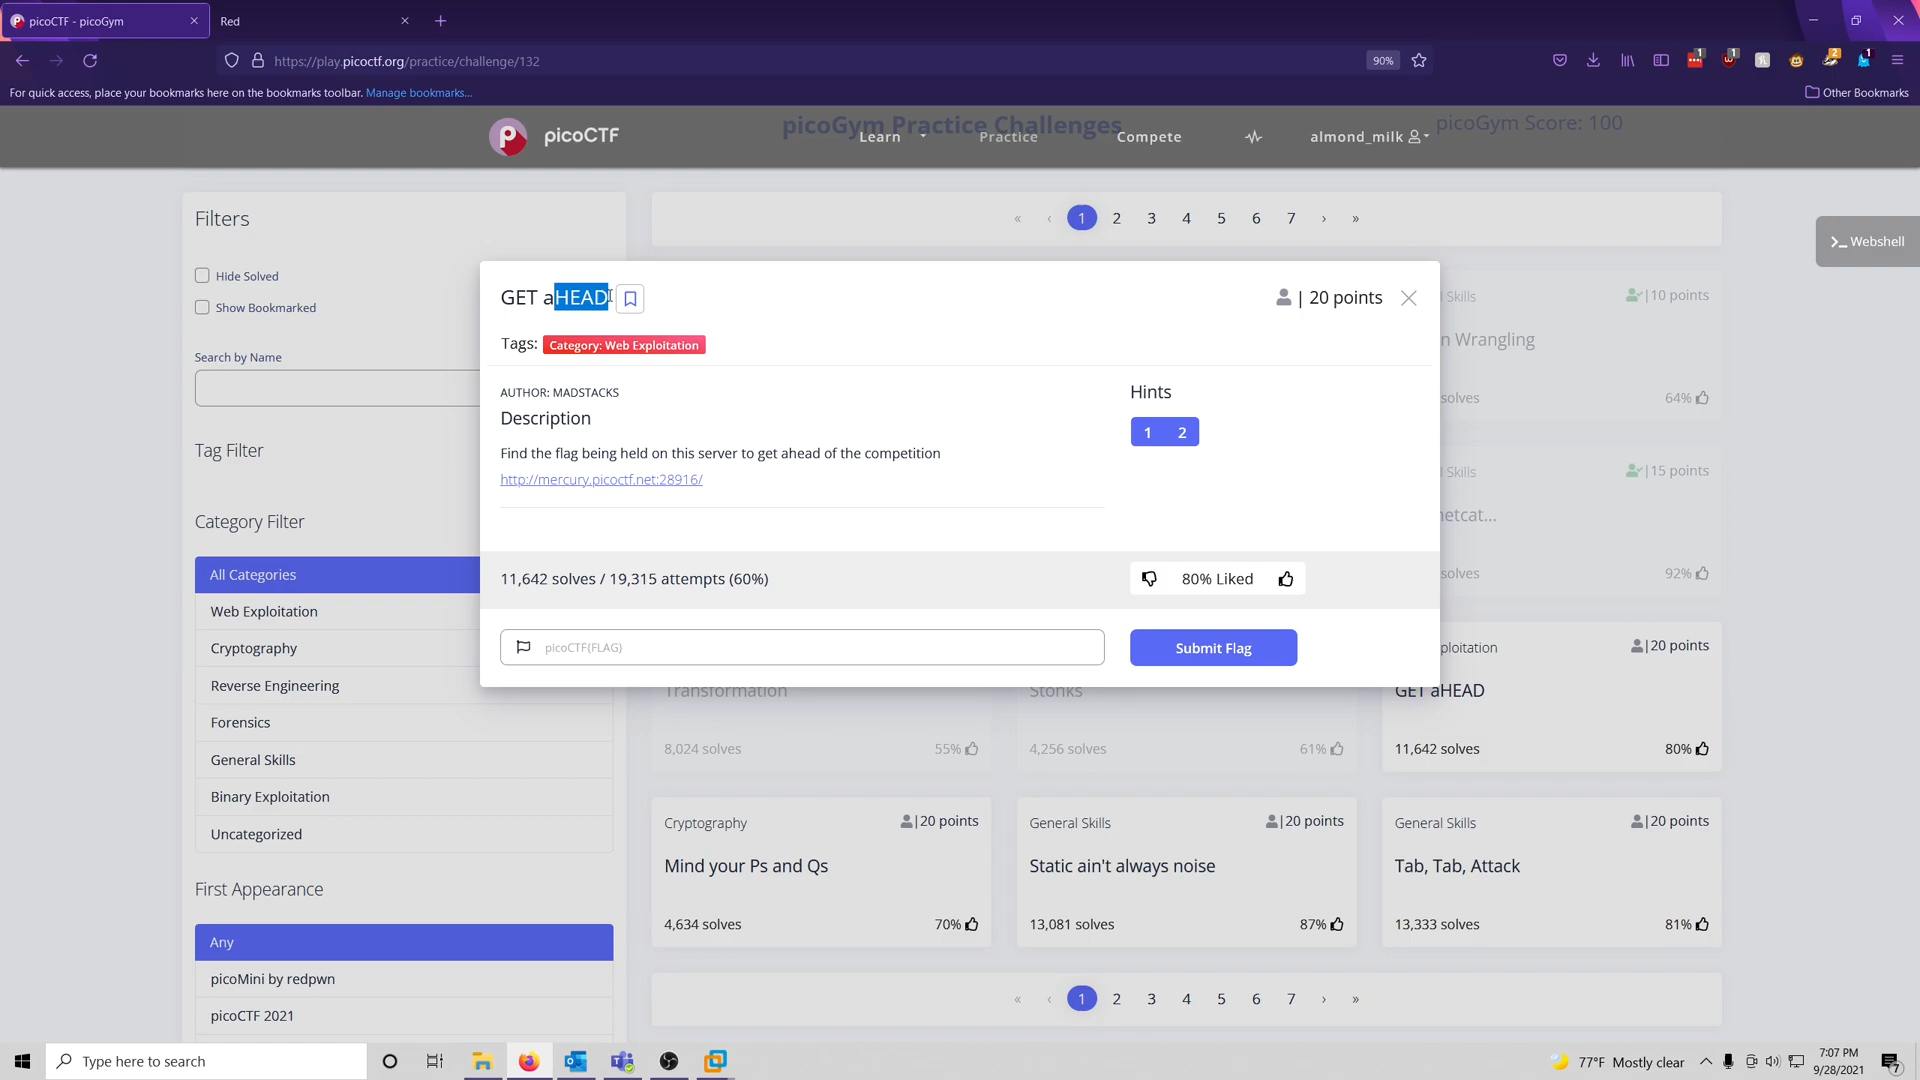 picoCTF - picoGym
Red
https://play.picoctf.org/practice/challenge/132
90%
1
1
2
1
For quick access, place your bookmarks here on the bookmarks toolbar. Manage bookmarks...
Other Bookmarks
picoCTF
Learn
picoGym Practice Challenges
Practice
Compete
almond_milk
picoGym Score: 100
Filters
« ‹ 1 2 3 4 5 6 7 › »
Webshell
Hide Solved
Show Bookmarked
Search by Name
Tag Filter
Category Filter
All Categories
Web Exploitation
Cryptography
Reverse Engineering
Forensics
General Skills
Binary Exploitation
Uncategorized
First Appearance
Any
picoMini by redpwn
picoCTF 2021
GET aHEAD
| 20 points
Tags: Category: Web Exploitation
AUTHOR: MADSTACKS
Description
Find the flag being held on this server to get ahead of the competition
http://mercury.picoctf.net:28916/
Hints
1 2
11,642 solves / 19,315 attempts (60%)
80% Liked
picoCTF{FLAG}
Submit Flag
l Skills
|10 points
n Wrangling
solves
64%
l Skills
|15 points
netcat...
solves
92%
ploitation
|20 points
Transformation
8,024 solves
55%
Stonks
4,256 solves
61%
GET aHEAD
11,642 solves
80%
Cryptography
|20 points
Mind your Ps and Qs
4,634 solves
70%
General Skills
|20 points
Static ain't always noise
13,081 solves
87%
General Skills
|20 points
Tab, Tab, Attack
13,333 solves
81%
« ‹ 1 2 3 4 5 6 7 › »
Type here to search
77°F Mostly clear
7:07 PM
9/28/2021
7